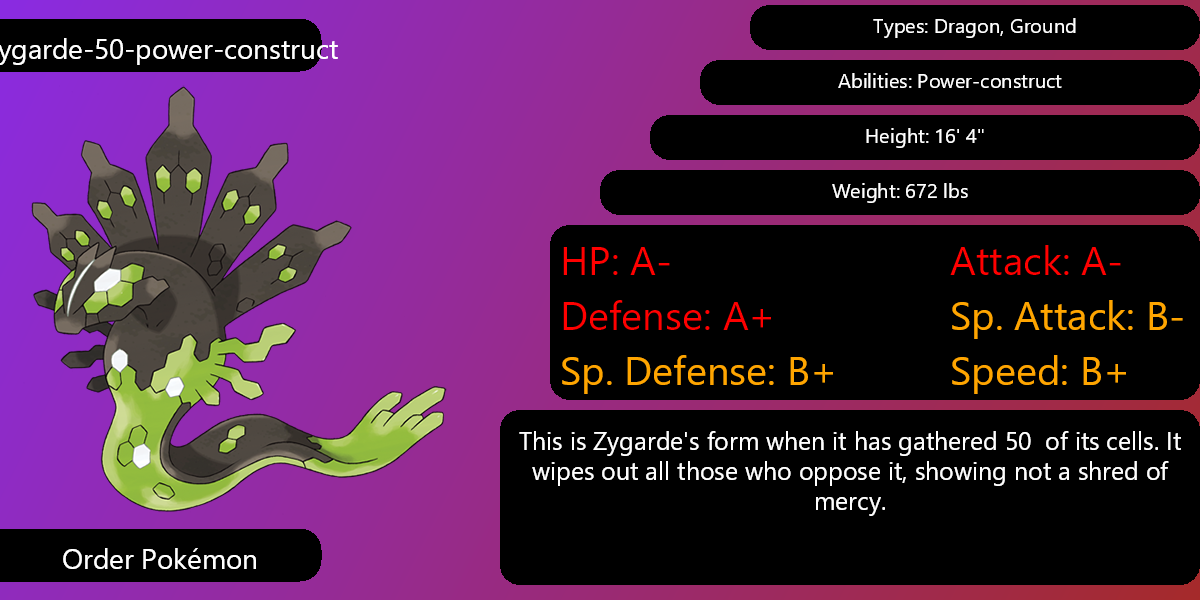 ygarde-50-power-construct
Types: Dragon, Ground
Abilities: Power-construct
Height: 16' 4"
Weight: 672 lbs
HP: A-
Attack: A-
Defense: A+
Sp. Attack: B-
Sp. Defense: B+
Speed: B+
This is Zygarde's form when it has gathered 50  of its cells. It
wipes out all those who oppose it, showing not a shred of
mercy.
Order Pokémon